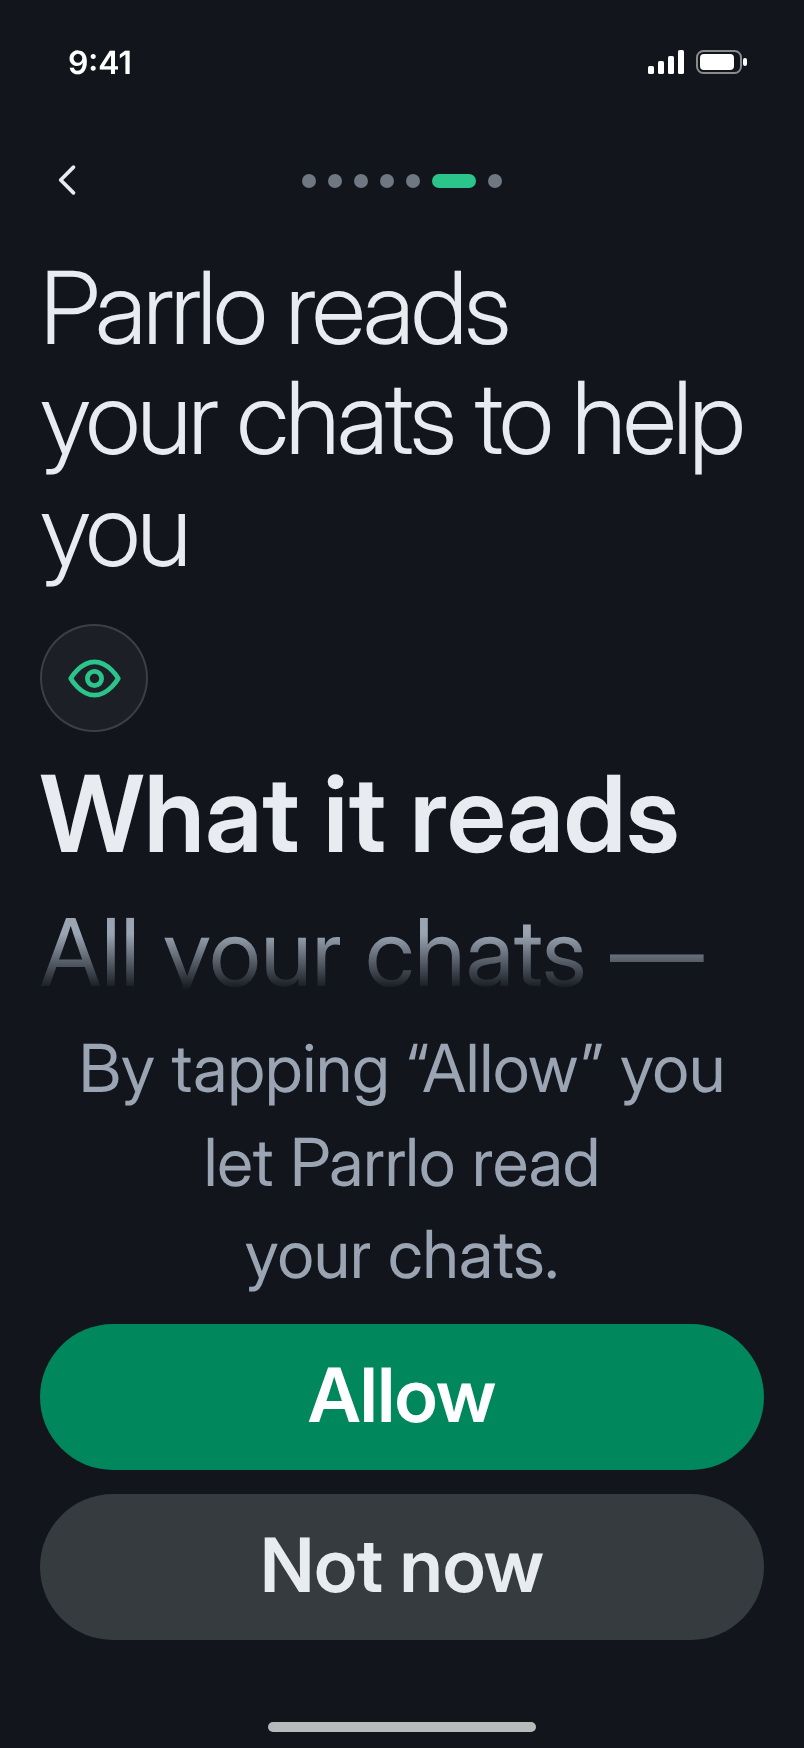 9:41
Parrlo reads
your chats to help
you
What it reads
All your chats —
By tapping “Allow” you
let Parrlo read
your chats.
Allow
Not now